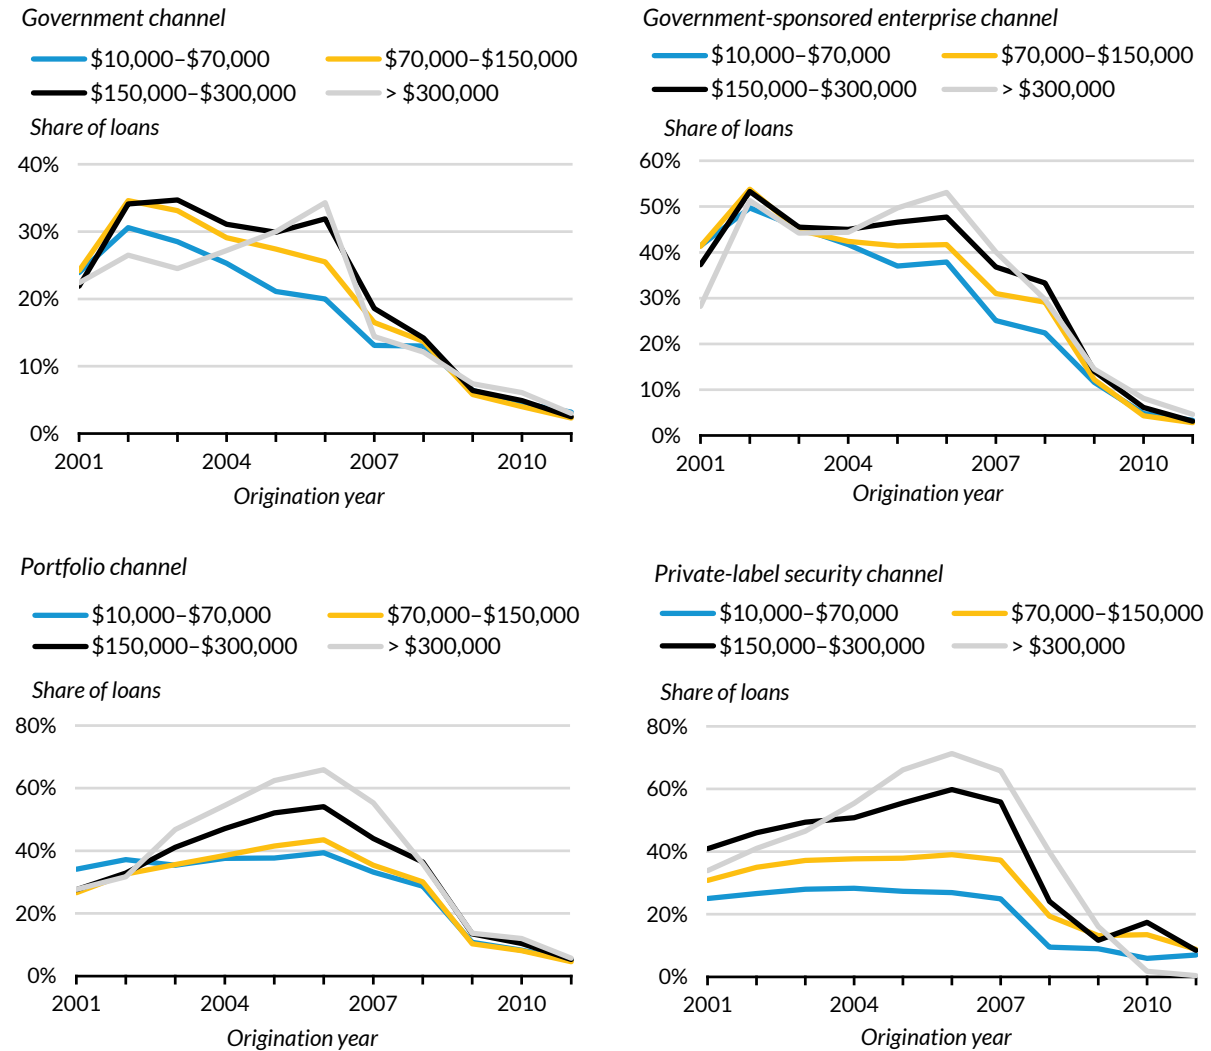 Government channel
$10,000–$70,000 $70,000–$150,000
$150,000–$300,000 > $300,000
Share of loans
40%
30%
20%
10%
0%
2001 2004 2007 2010
Origination year
Government-sponsored enterprise channel
$10,000–$70,000 $70,000–$150,000
$150,000–$300,000 > $300,000
Share of loans
60%
50%
40%
30%
20%
10%
0%
2001 2004 2007 2010
Origination year
Portfolio channel
$10,000–$70,000 $70,000–$150,000
$150,000–$300,000 > $300,000
Share of loans
80%
60%
40%
20%
0%
2001 2004 2007 2010
Origination year
Private-label security channel
$10,000–$70,000 $70,000–$150,000
$150,000–$300,000 > $300,000
Share of loans
80%
60%
40%
20%
0%
2001 2004 2007 2010
Origination year